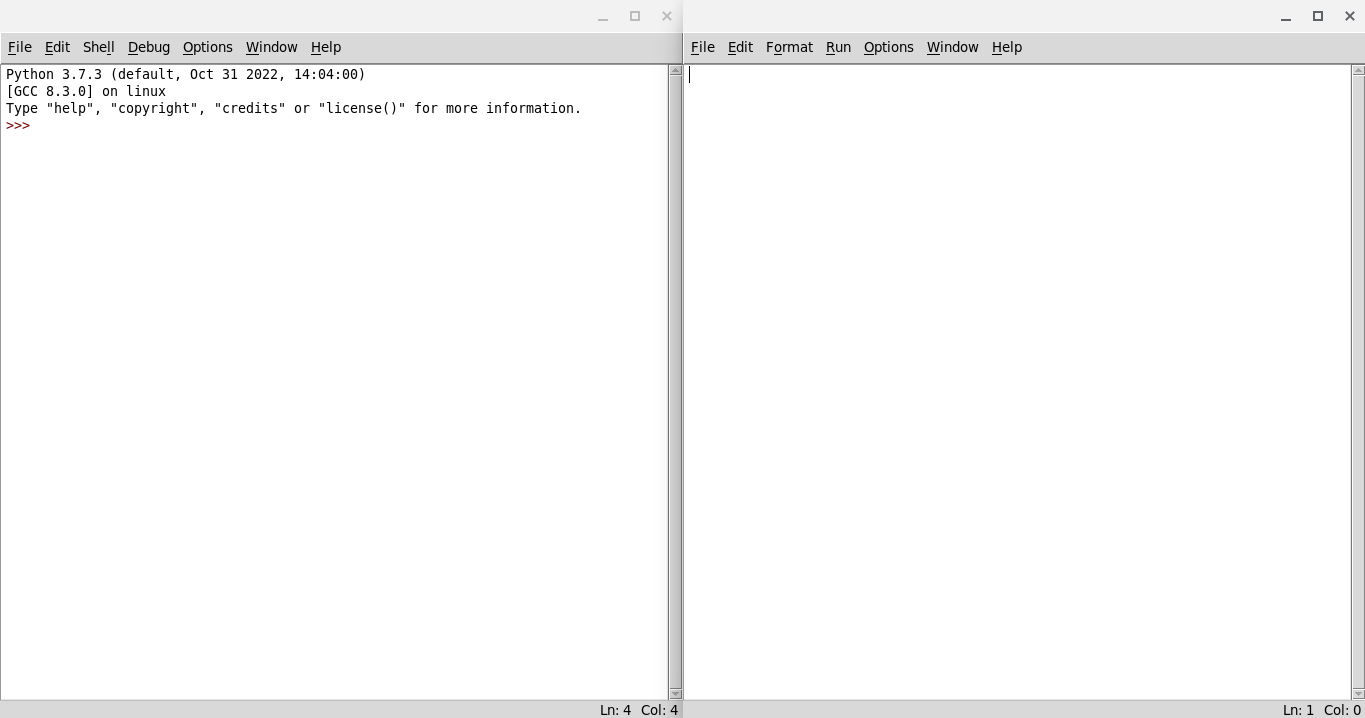 File Edit Shell Debug Options Window Help
Python 3.7.3 (default, Oct 31 2022, 14:04:00)
[GCC 8.3.0] on linux
Type "help", "copyright", "credits" or "license()" for more information.
>>>
Ln: 4 Col: 4
File Edit Format Run Options Window Help
Ln: 1 Col: 0